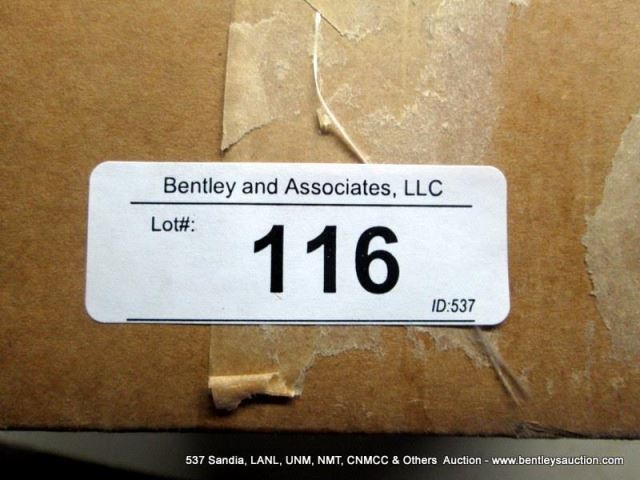 Bentley and Associates, LLC
Lot#:
116
ID:537
537 Sandia, LANL, UNM, NMT, CNMCC & Others Auction - www.bentleysauction.com